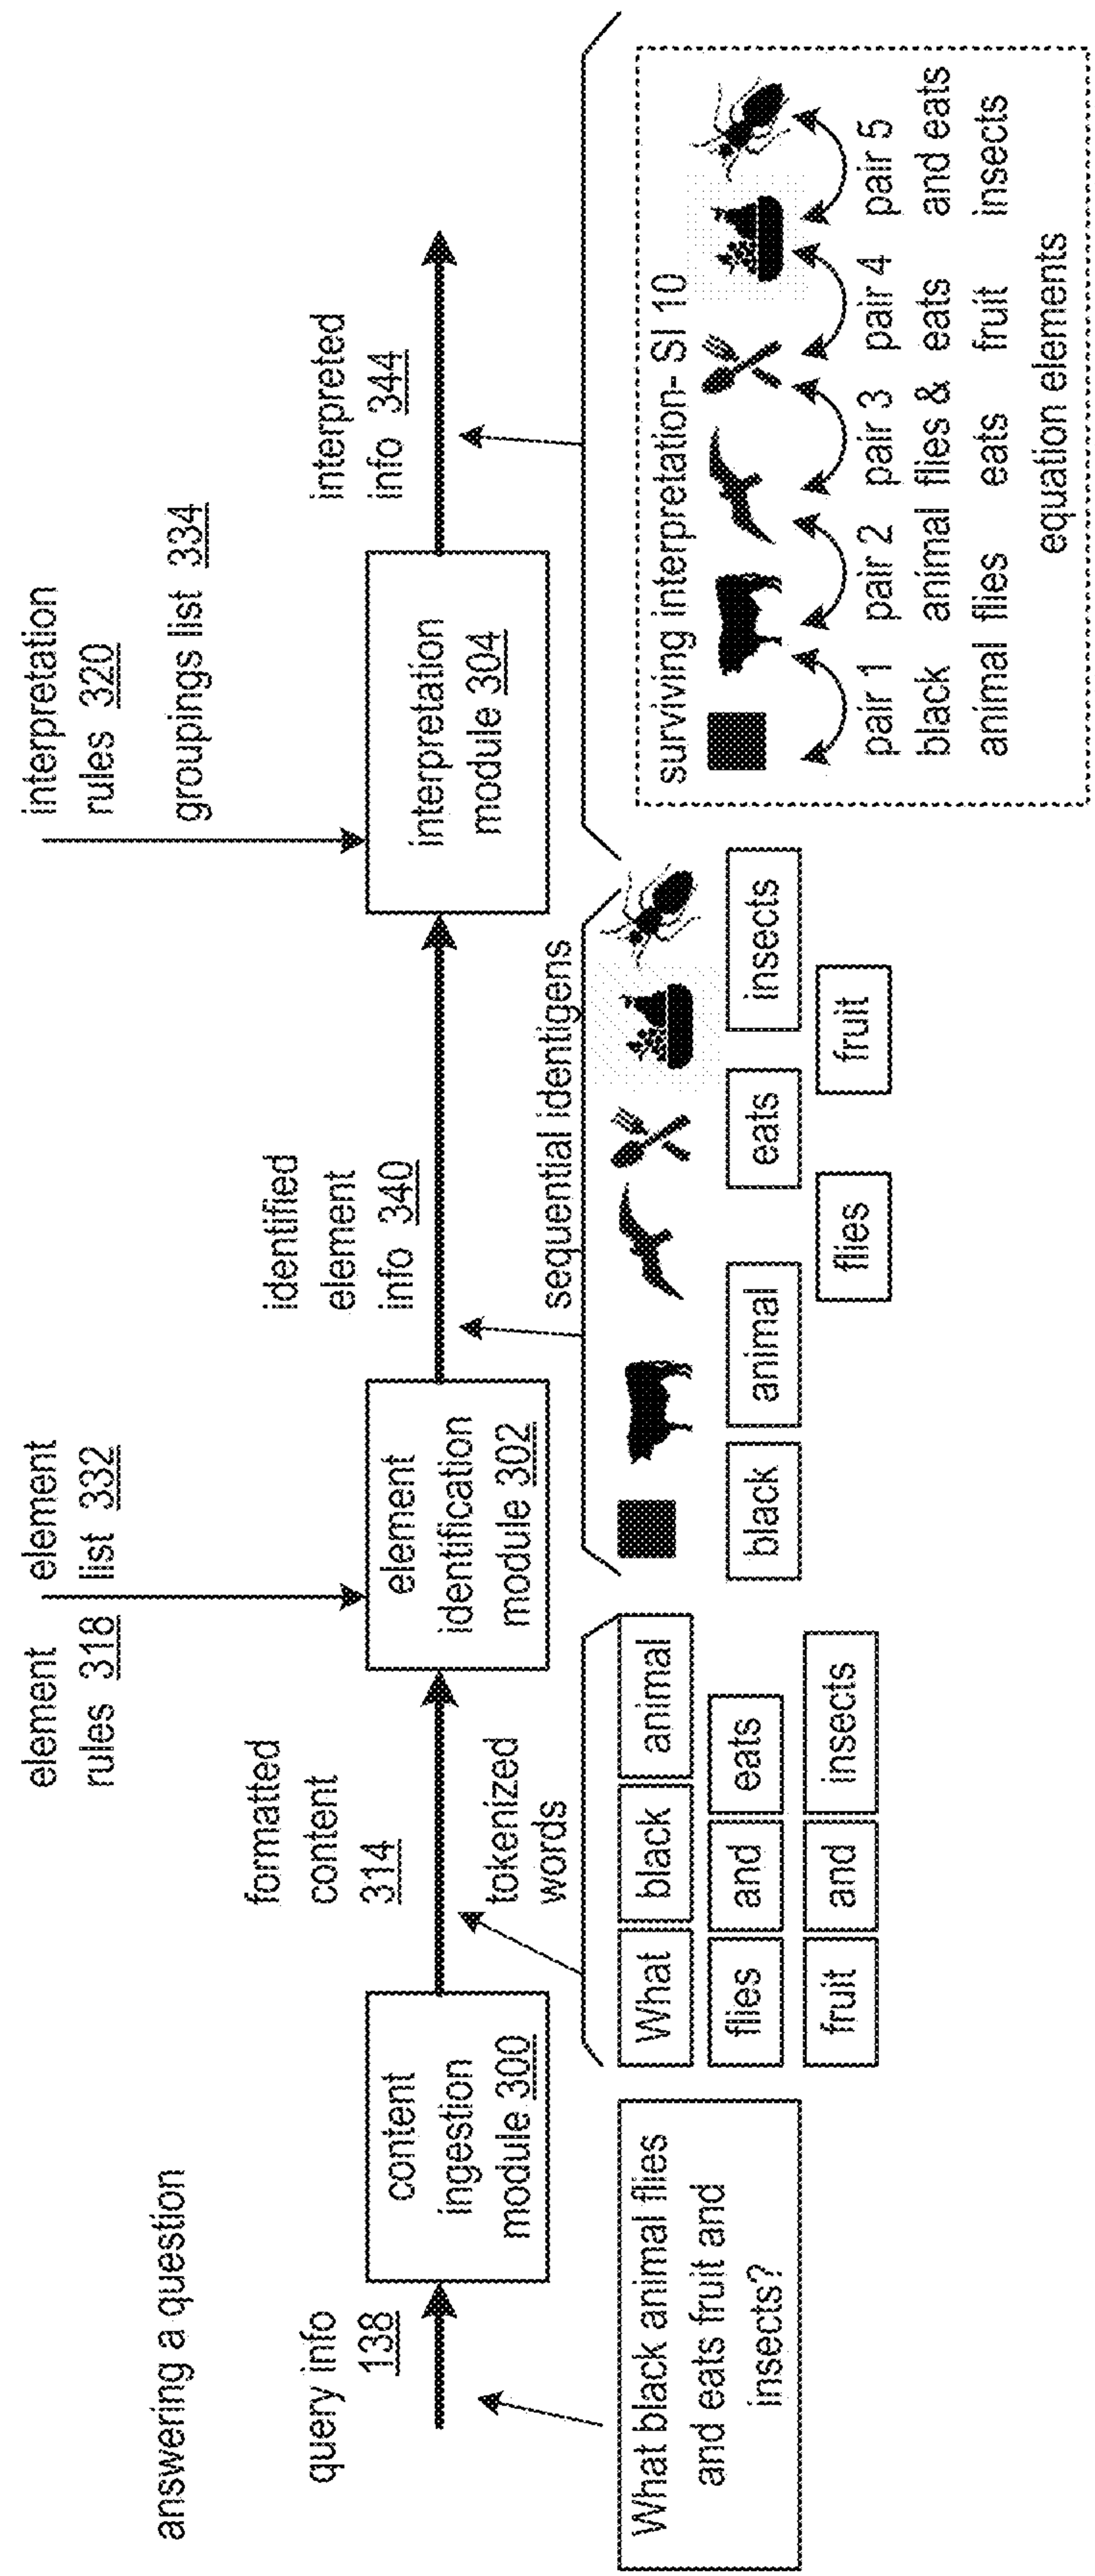 answering a question
query info
138
content
ingestion
module 300
What black animal flies
and eats fruit and
insects?
formatted
content
314
tokenized
words
What black animal
flies and eats
fruit and insects
element
rules 318
element
list 332
element
identification
module 302
identified
element
info 340
sequential identigens
black animal eats insects
flies fruit
interpretation
rules 320
groupings list 334
interpretation
module 304
interpreted
info 344
surviving interpretation- SI 10
pair 1 pair 2 pair 3 pair 4 pair 5
black animal flies & eats and eats
animal flies eats fruit insects
equation elements